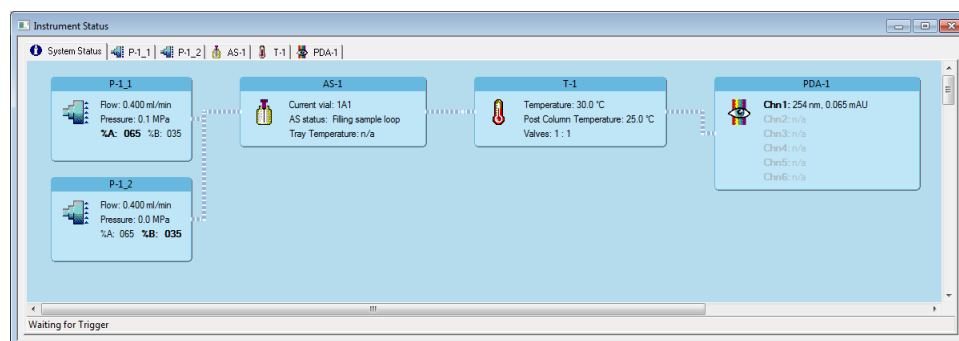 Instrument Status
System Status P-1_1 P-1_2 AS-1 T-1 PDA-1
P-1_1
Flow: 0.400 ml/min
Pressure: 0.1 MPa
%A: 065 %B: 035
P-1_2
Flow: 0.400 ml/min
Pressure: 0.0 MPa
%A: 065 %B: 035
AS-1
Current vial: 1A1
AS status: Filling sample loop
Tray Temperature: n/a
T-1
Temperature: 30.0 °C
Post Column Temperature: 25.0 °C
Valves: 1 : 1
PDA-1
Chn1: 254 nm, 0.065 mAU
Chn2: n/a
Chn3: n/a
Chn4: n/a
Chn5: n/a
Chn6: n/a
Waiting for Trigger